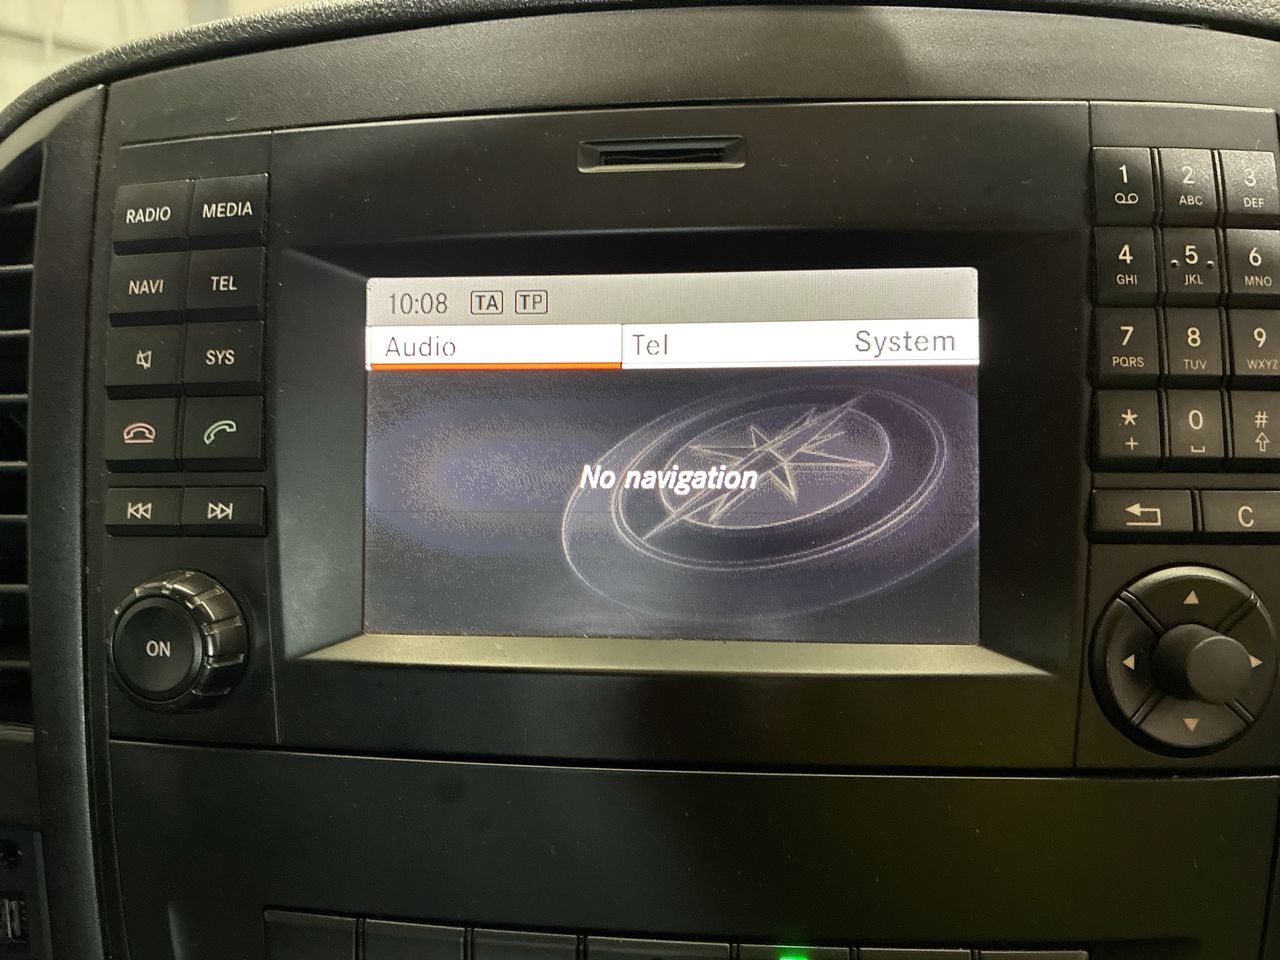 RADIO MEDIA
NAVI TEL
SYS
ON
10:08 TA TP
Audio Tel System
No navigation
1 2 ABC 3 DEF
4 GHI 5 JKL 6 MNO
7 PQRS 8 TUV 9 WXYZ
* + 0 #
C